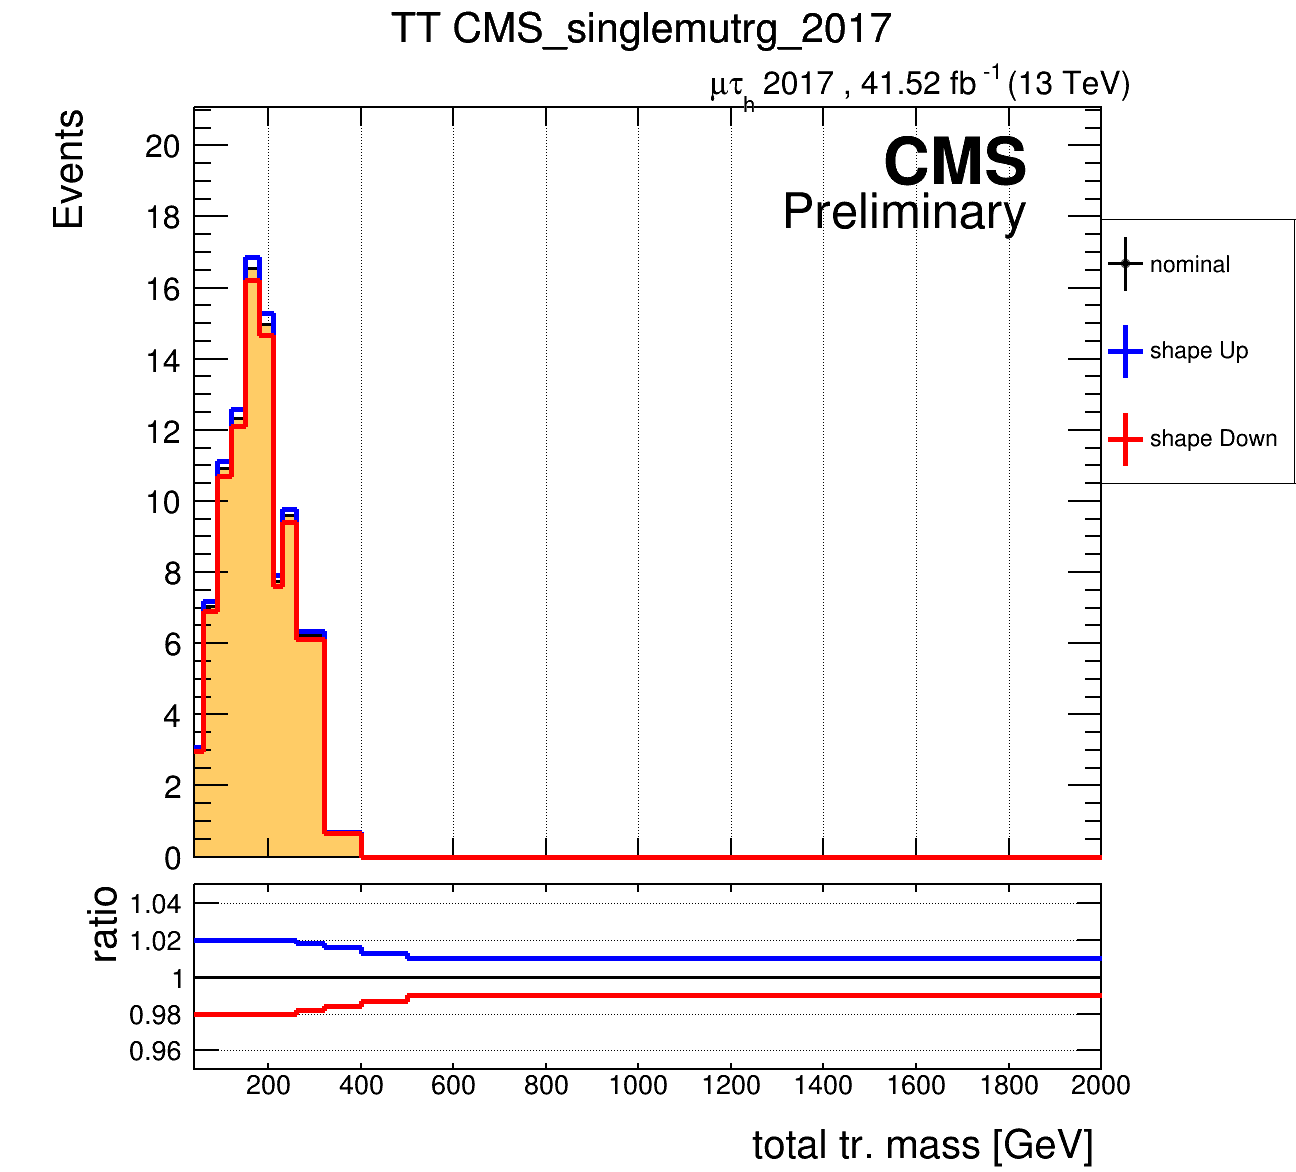 TT CMS_singlemutrg_2017
μτh 2017 , 41.52 fb-1 (13 TeV)
Events
20
18
16
14
12
10
8
6
4
2
0
CMS
Preliminary
nominal
shape Up
shape Down
ratio
1.04
1.02
1
0.98
0.96
200 400 600 800 1000 1200 1400 1600 1800 2000
total tr. mass [GeV]